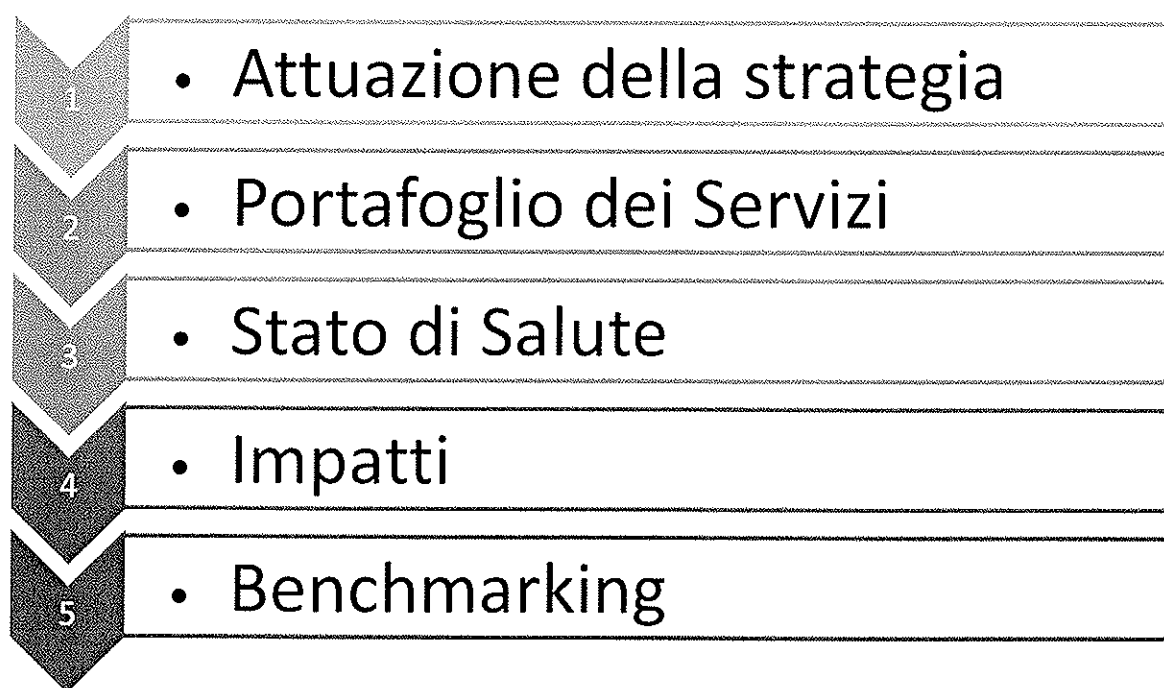 1
• Attuazione della strategia
2
• Portafoglio dei Servizi
3
• Stato di Salute
4
• Impatti
5
• Benchmarking